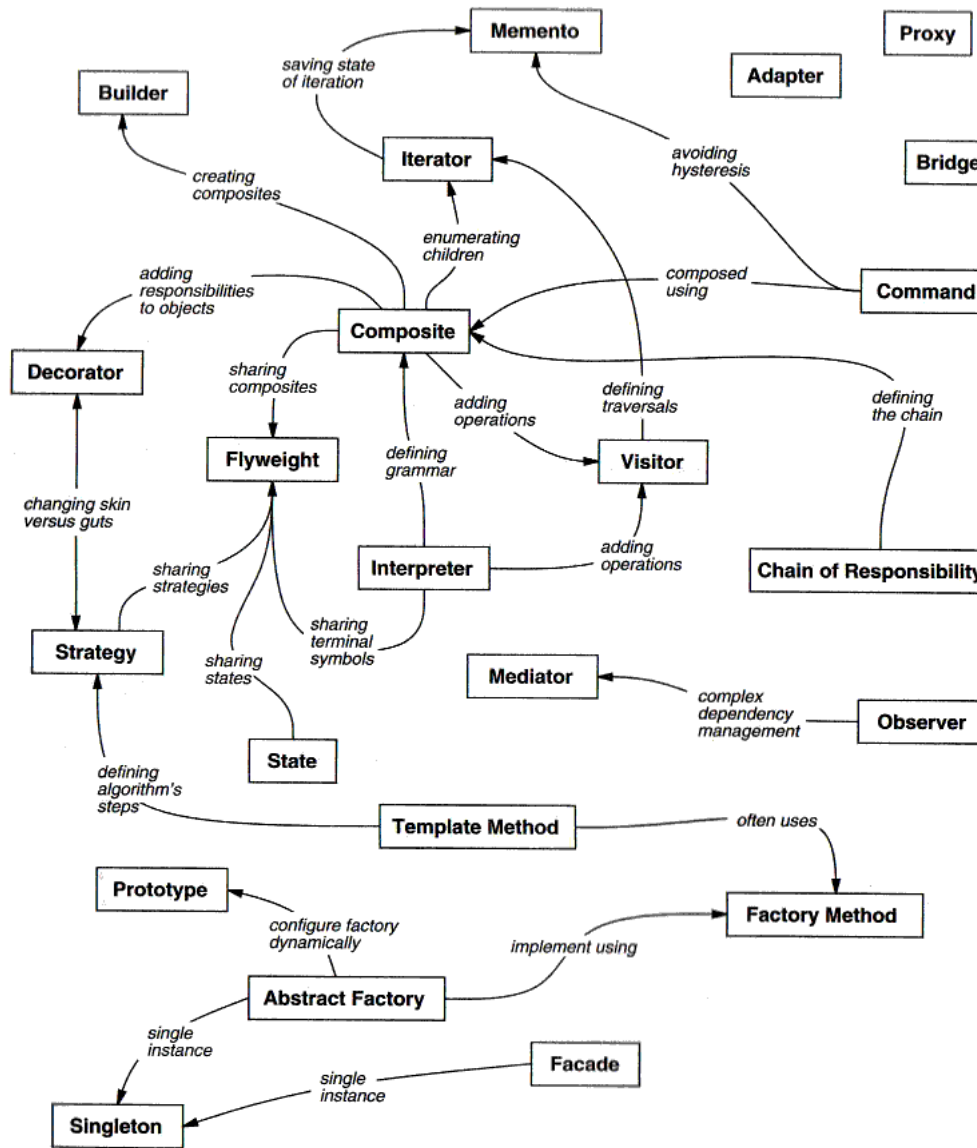 Memento
Proxy
saving state
of iteration
Adapter
Builder
Iterator
avoiding
hysteresis
Bridge
creating
composites
enumerating
children
adding
responsibilities
to objects
composed
using
Command
Composite
Decorator
sharing
composites
adding
operations
defining
traversals
defining
the chain
Flyweight
defining
grammar
Visitor
changing skin
versus guts
sharing
strategies
Interpreter
adding
operations
Chain of Responsibility
Strategy
sharing
states
sharing
terminal
symbols
Mediator
complex
dependency
management
Observer
State
defining
algorithm's
steps
Template Method
often uses
Prototype
Factory Method
configure factory
dynamically
implement using
Abstract Factory
single
instance
Facade
single
instance
Singleton